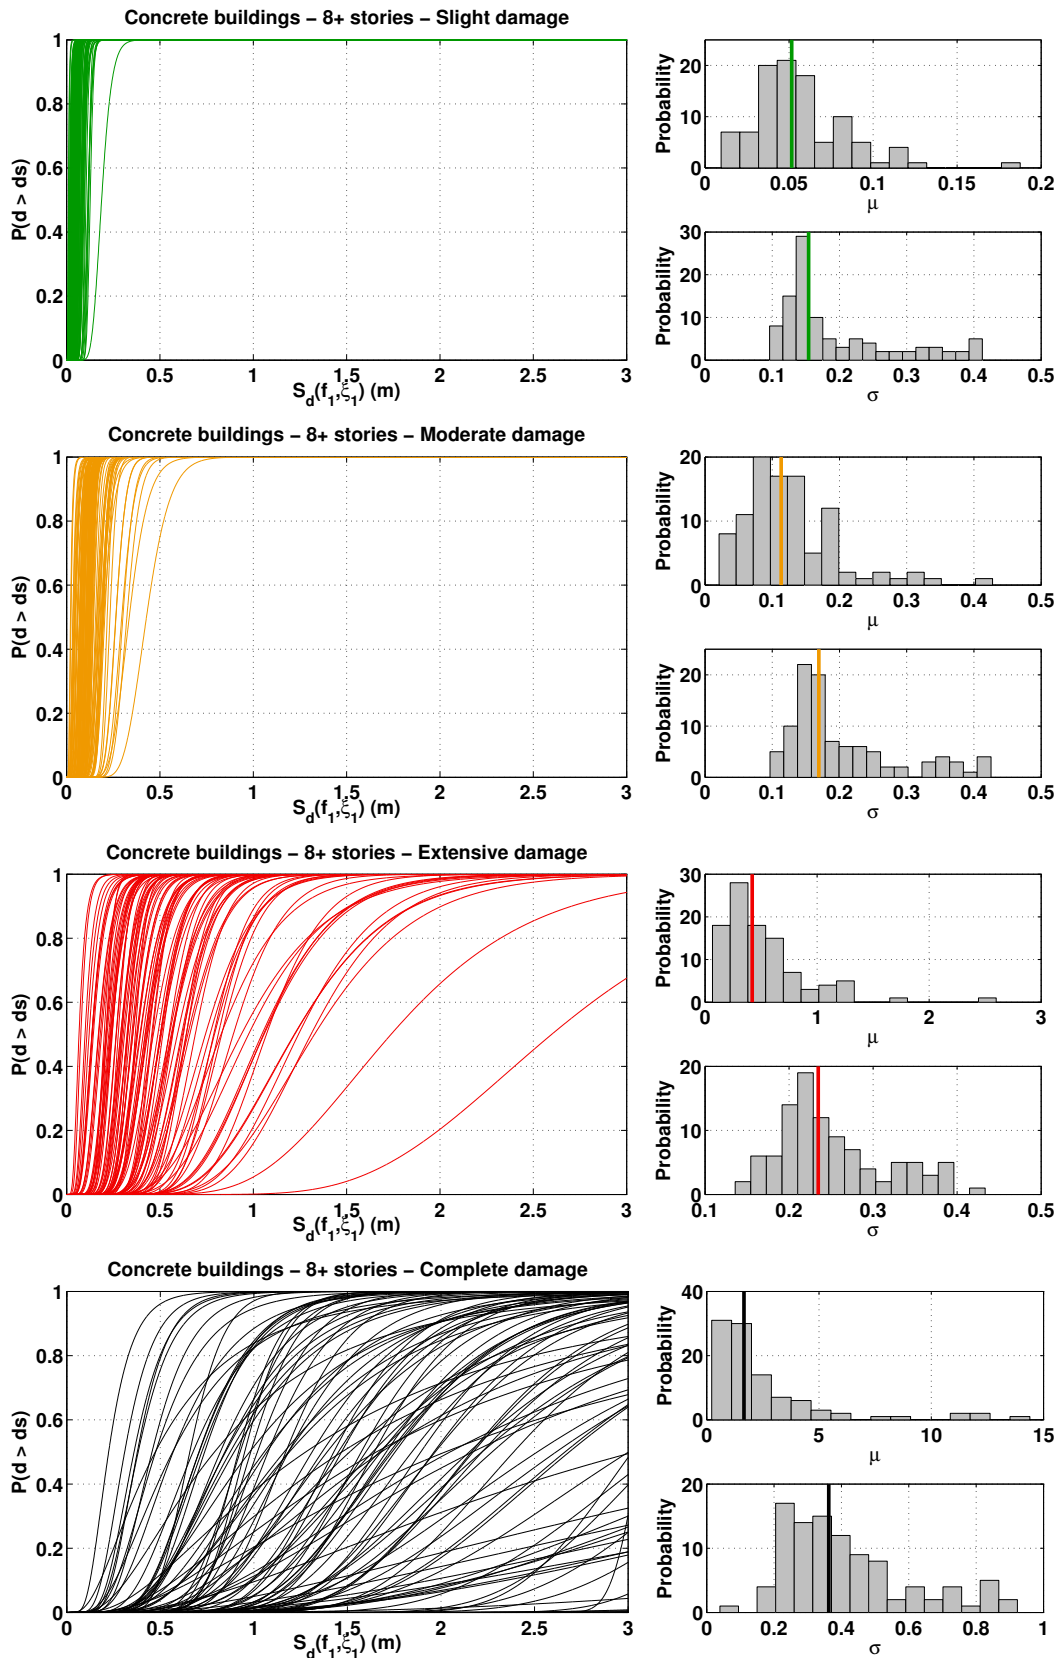 Concrete buildings − 8+ stories − Slight damage
P(d > ds)
1
0.8
0.6
0.4
0.2
0
0 0.5 1 1.5 2 2.5 3
S_d(f_1,ξ_1) (m)
Probability
20
10
0
0 0.05 0.1 0.15 0.2
μ
Probability
30
20
10
0
0 0.1 0.2 0.3 0.4 0.5
σ
Concrete buildings − 8+ stories − Moderate damage
P(d > ds)
1
0.8
0.6
0.4
0.2
0
0 0.5 1 1.5 2 2.5 3
S_d(f_1,ξ_1) (m)
Probability
20
10
0
0 0.1 0.2 0.3 0.4 0.5
μ
Probability
20
10
0
0 0.1 0.2 0.3 0.4 0.5
σ
Concrete buildings − 8+ stories − Extensive damage
P(d > ds)
1
0.8
0.6
0.4
0.2
0
0 0.5 1 1.5 2 2.5 3
S_d(f_1,ξ_1) (m)
Probability
30
20
10
0
0 1 2 3
μ
Probability
20
10
0
0.1 0.2 0.3 0.4 0.5
σ
Concrete buildings − 8+ stories − Complete damage
P(d > ds)
1
0.8
0.6
0.4
0.2
0
0 0.5 1 1.5 2 2.5 3
S_d(f_1,ξ_1) (m)
Probability
40
20
0
0 5 10 15
μ
Probability
20
10
0
0 0.2 0.4 0.6 0.8 1
σ